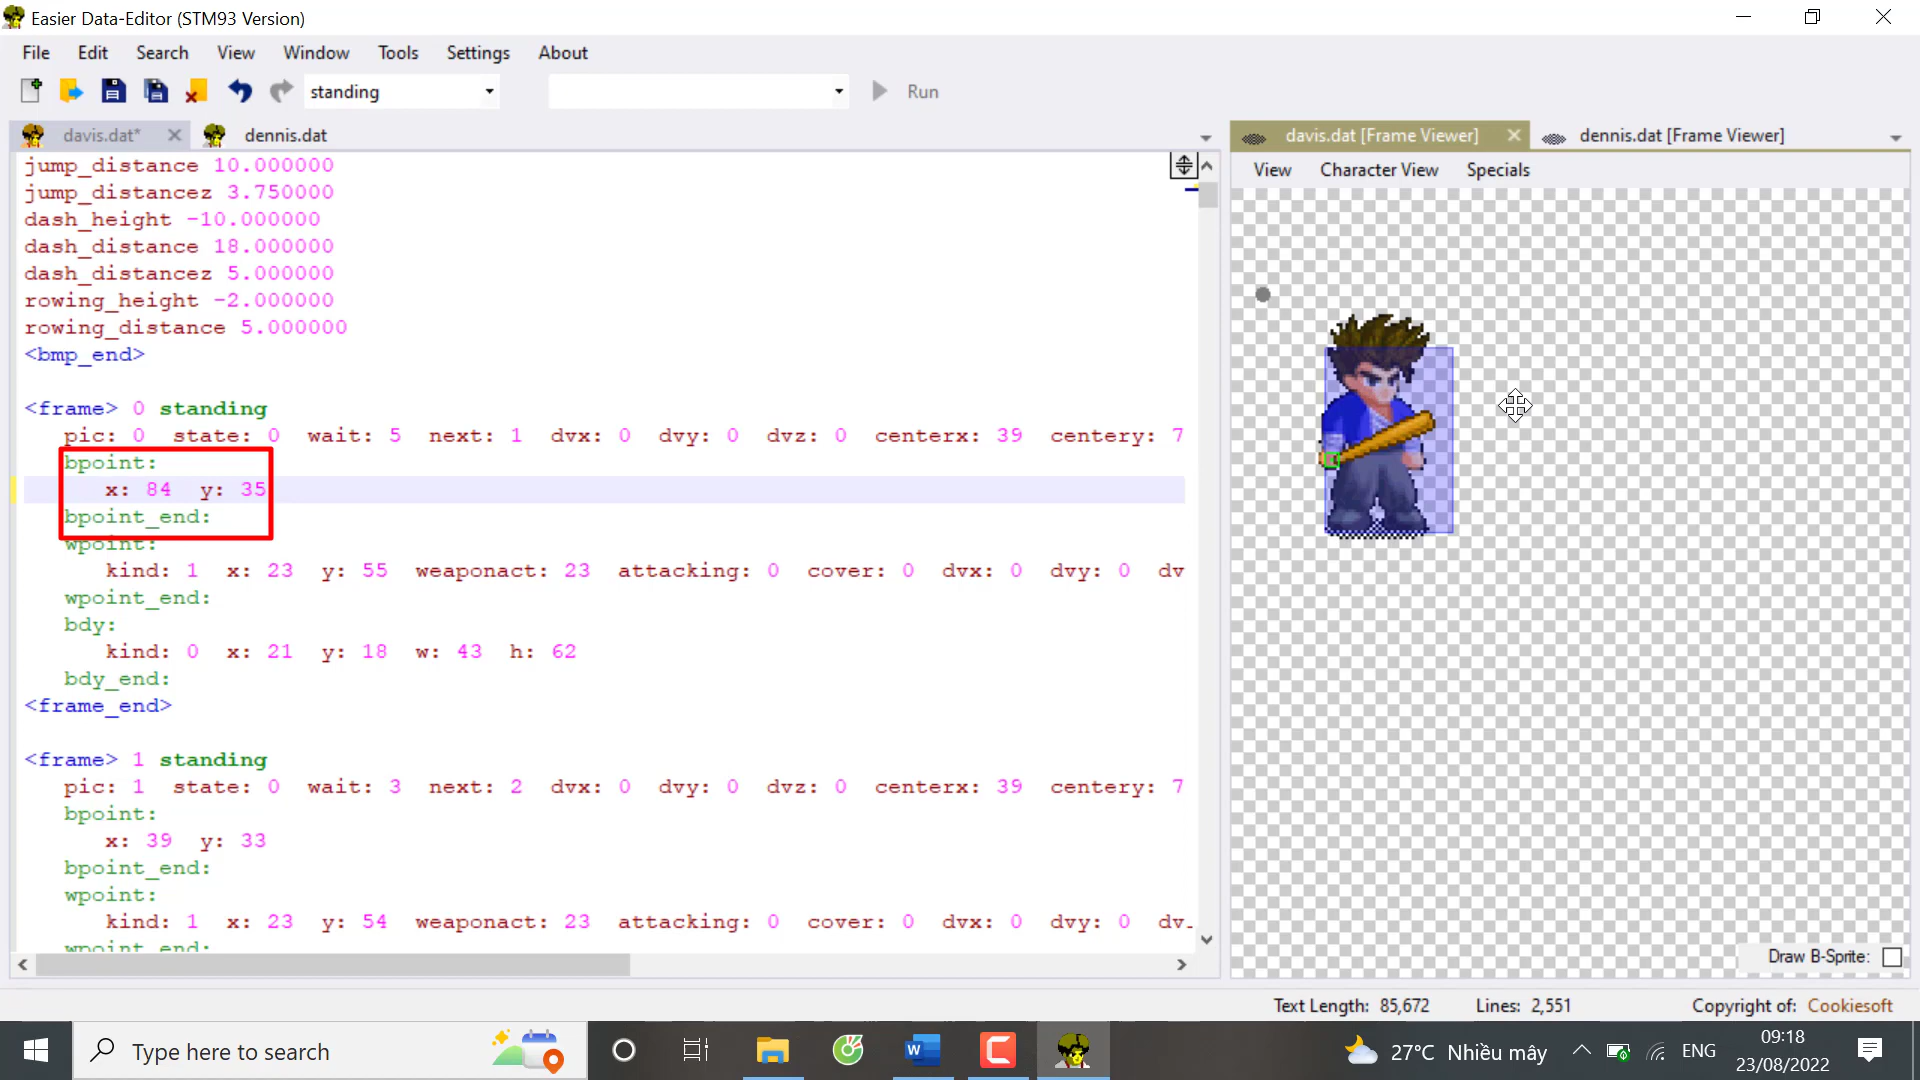 Easier Data-Editor (STM93 Version)
File Edit Search View Window Tools Settings About
standing Run
davis.dat* dennis.dat
davis.dat [Frame Viewer] dennis.dat [Frame Viewer]
View Character View Specials
jump_distance 10.000000
jump_distancez 3.750000
dash_height -10.000000
dash_distance 18.000000
dash_distancez 5.000000
rowing_height -2.000000
rowing_distance 5.000000
<bmp_end>
<frame> 0 standing
pic: 0 state: 0 wait: 5 next: 1 dvx: 0 dvy: 0 dvz: 0 centerx: 39 centery: 7
bpoint:
x: 84 y: 35
bpoint_end:
wpoint:
kind: 1 x: 23 y: 55 weaponact: 23 attacking: 0 cover: 0 dvx: 0 dvy: 0 dv
wpoint_end:
bdy:
kind: 0 x: 21 y: 18 w: 43 h: 62
bdy_end:
<frame_end>
<frame> 1 standing
pic: 1 state: 0 wait: 3 next: 2 dvx: 0 dvy: 0 dvz: 0 centerx: 39 centery: 7
bpoint:
x: 39 y: 33
bpoint_end:
wpoint:
kind: 1 x: 23 y: 54 weaponact: 23 attacking: 0 cover: 0 dvx: 0 dvy: 0 dv
wpoint_end:
Draw B-Sprite:
Text Length: 85,672 Lines: 2,551 Copyright of: Cookiesoft
Type here to search
27°C Nhiều mây
ENG
09:18
23/08/2022